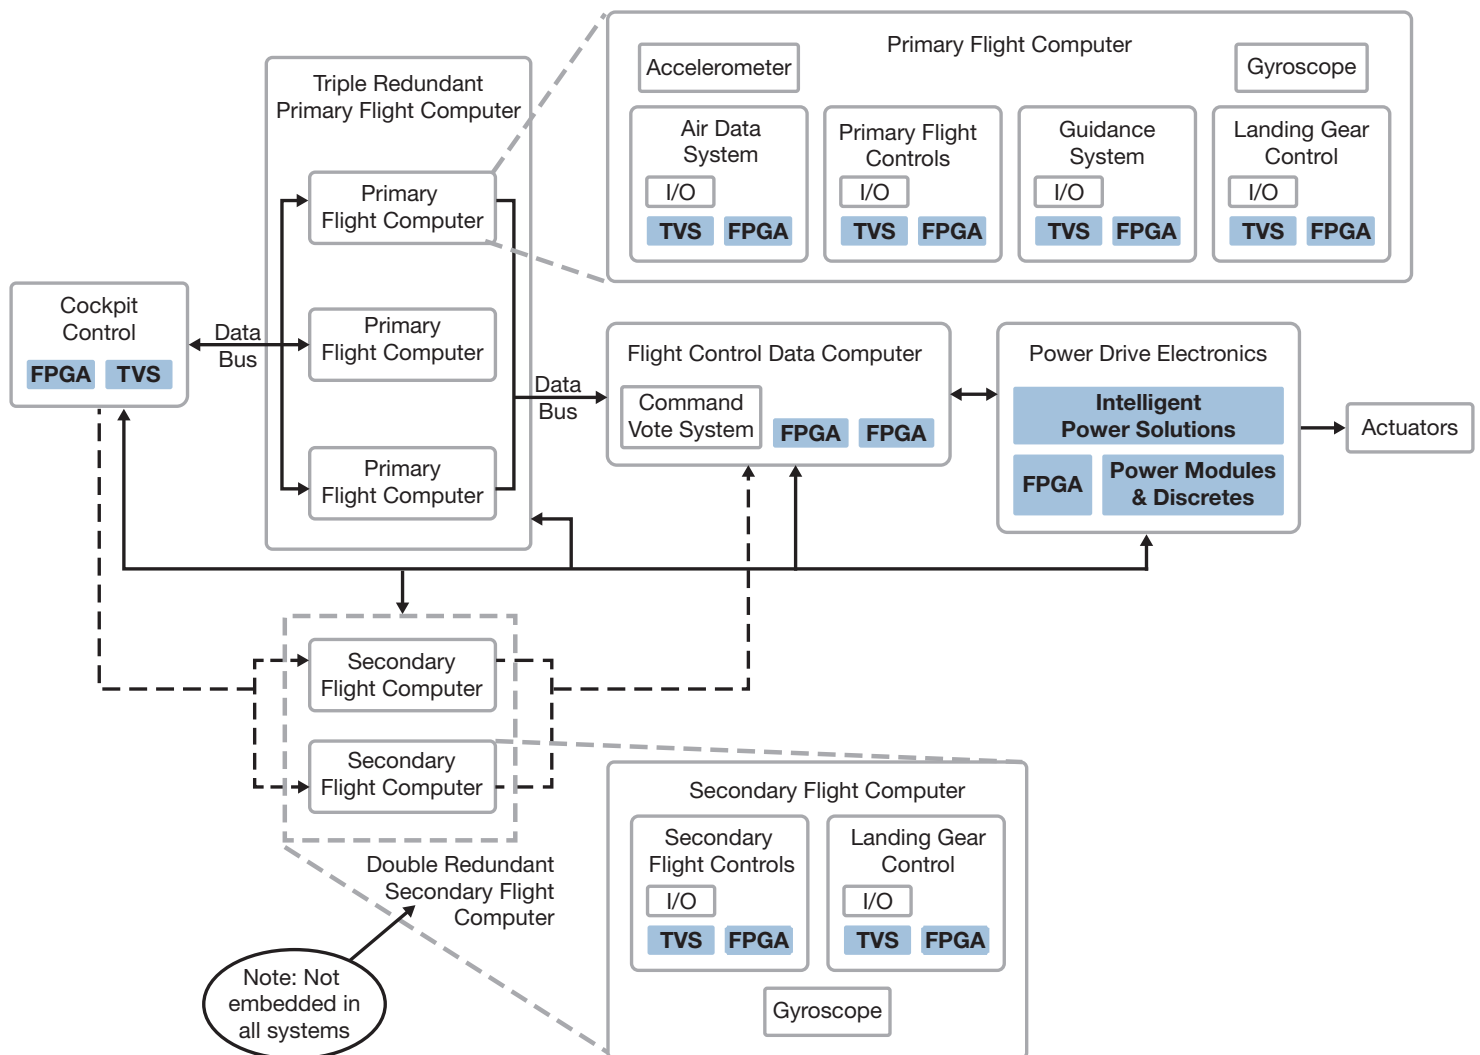 Primary Flight Computer
Accelerometer
Gyroscope
Air Data
System
I/O
TVS FPGA
Primary Flight
Controls
I/O
TVS FPGA
Guidance
System
I/O
TVS FPGA
Landing Gear
Control
I/O
TVS FPGA
Triple Redundant
Primary Flight Computer
Primary
Flight Computer
Primary
Flight Computer
Primary
Flight Computer
Cockpit
Control
FPGA TVS
Data
Bus
Data
Bus
Flight Control Data Computer
Command
Vote System
FPGA FPGA
Power Drive Electronics
Intelligent
Power Solutions
FPGA
Power Modules
& Discretes
Actuators
Secondary
Flight Computer
Secondary
Flight Computer
Double Redundant
Secondary Flight
Computer
Note: Not
embedded in
all systems
Secondary Flight Computer
Secondary
Flight Controls
I/O
TVS FPGA
Landing Gear
Control
I/O
TVS FPGA
Gyroscope